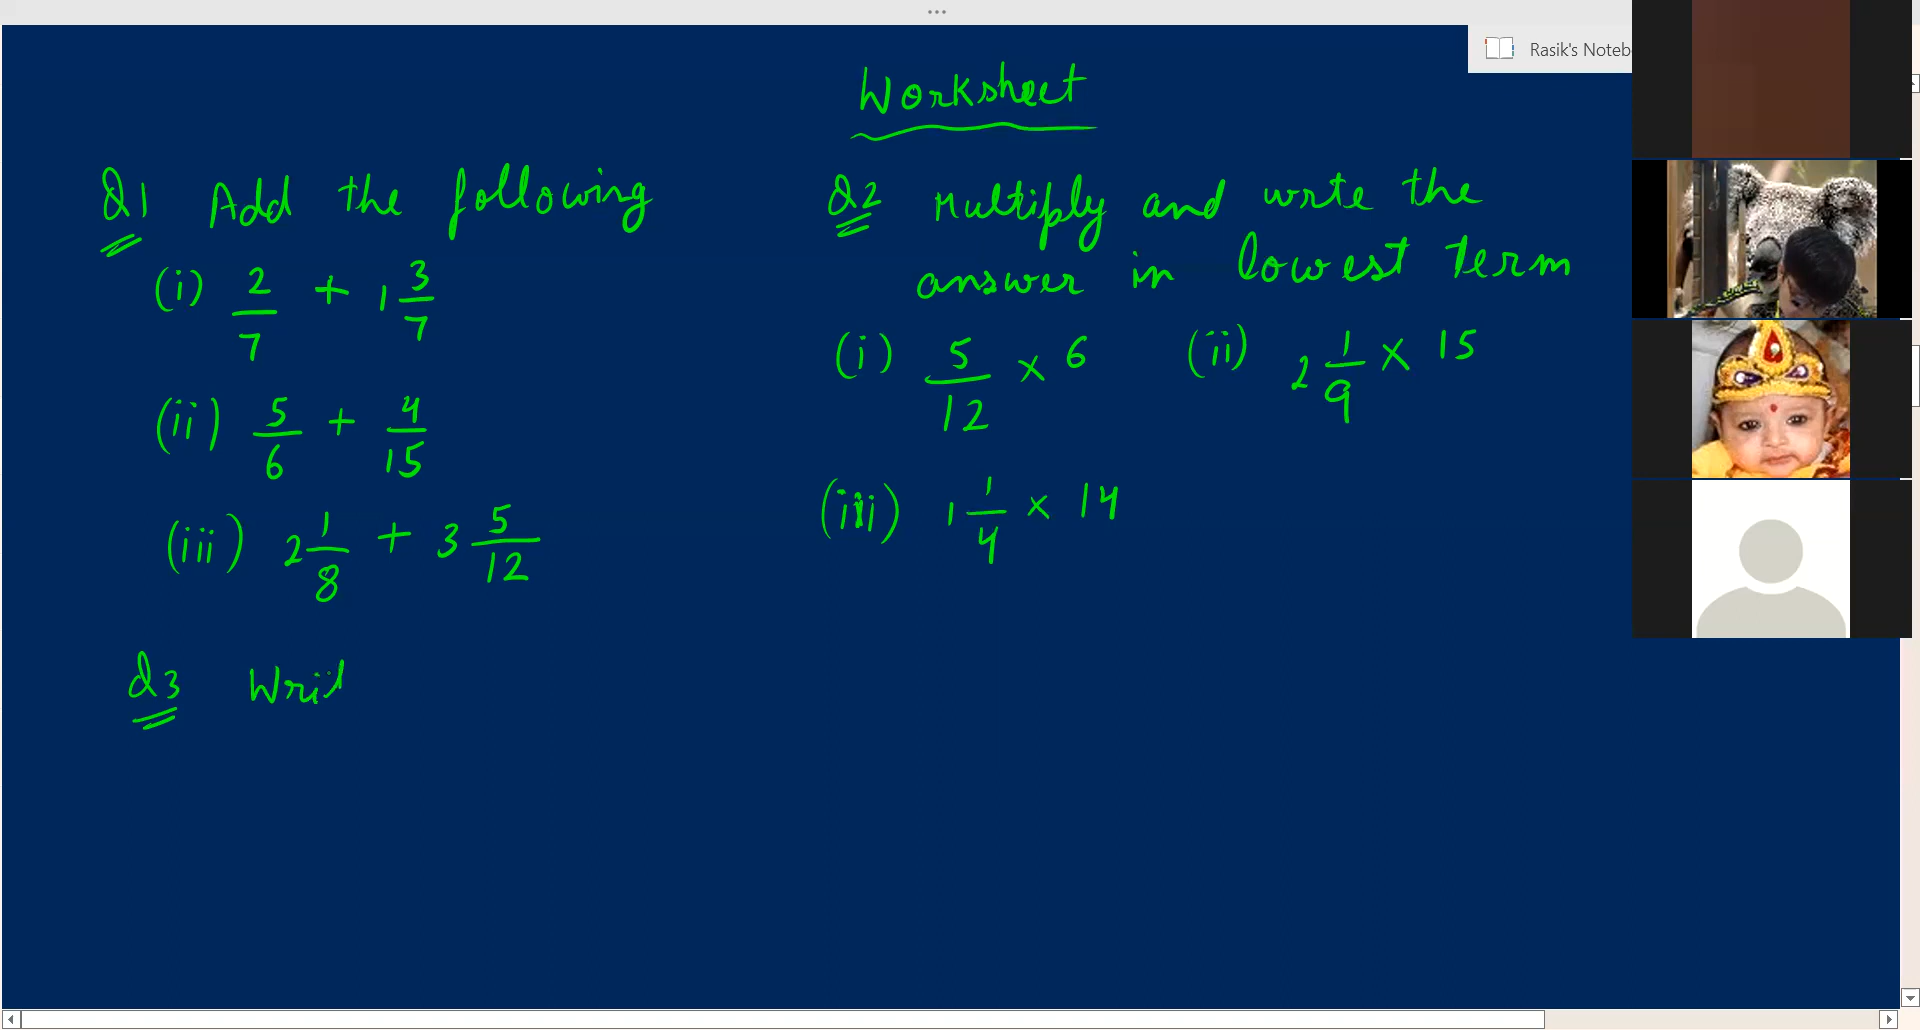 Rasik's Noteb
Worksheet
Q1 Add the following
(i) 2/7 + 1 3/7
(ii) 5/6 + 4/15
(iii) 2 1/8 + 3 5/12
Q2 Multiply and write the
answer in lowest term
(i) 5/12 × 6 (ii) 2 1/9 × 15
(iii) 1 1/4 × 14
Q3 Writ